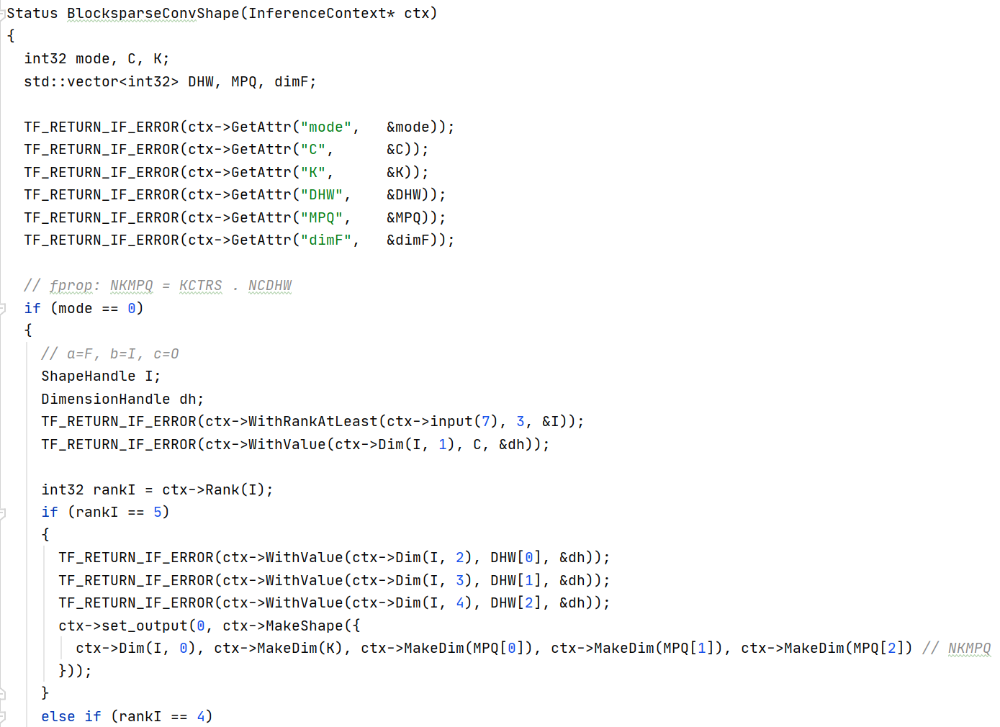 Status BlocksparseConvShape(InferenceContext* ctx)
{
  int32 mode, C, K;
  std::vector<int32> DHW, MPQ, dimF;

  TF_RETURN_IF_ERROR(ctx->GetAttr("mode",   &mode));
  TF_RETURN_IF_ERROR(ctx->GetAttr("C",      &C));
  TF_RETURN_IF_ERROR(ctx->GetAttr("K",      &K));
  TF_RETURN_IF_ERROR(ctx->GetAttr("DHW",    &DHW));
  TF_RETURN_IF_ERROR(ctx->GetAttr("MPQ",    &MPQ));
  TF_RETURN_IF_ERROR(ctx->GetAttr("dimF",   &dimF));

  // fprop: NKMPQ = KCTRS . NCDHW
  if (mode == 0)
  {
    // a=F, b=I, c=O
    ShapeHandle I;
    DimensionHandle dh;
    TF_RETURN_IF_ERROR(ctx->WithRankAtLeast(ctx->input(7), 3, &I));
    TF_RETURN_IF_ERROR(ctx->WithValue(ctx->Dim(I, 1), C, &dh));

    int32 rankI = ctx->Rank(I);
    if (rankI == 5)
    {
      TF_RETURN_IF_ERROR(ctx->WithValue(ctx->Dim(I, 2), DHW[0], &dh));
      TF_RETURN_IF_ERROR(ctx->WithValue(ctx->Dim(I, 3), DHW[1], &dh));
      TF_RETURN_IF_ERROR(ctx->WithValue(ctx->Dim(I, 4), DHW[2], &dh));
      ctx->set_output(0, ctx->MakeShape({
        ctx->Dim(I, 0), ctx->MakeDim(K), ctx->MakeDim(MPQ[0]), ctx->MakeDim(MPQ[1]), ctx->MakeDim(MPQ[2]) // NKMPQ
      }));
    }
    else if (rankI == 4)